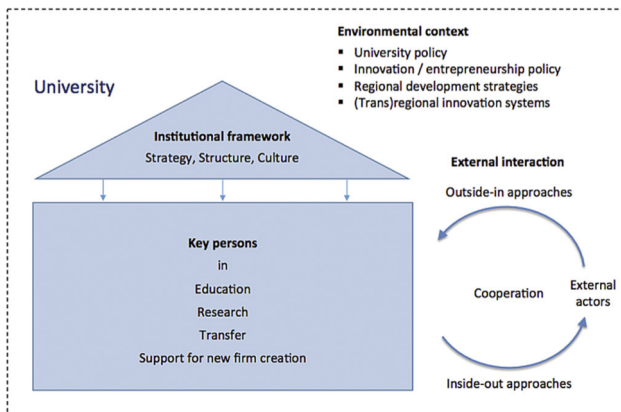 Environmental context
▪ University policy
▪ Innovation / entrepreneurship policy
▪ Regional development strategies
▪ (Trans)regional innovation systems
University
Institutional framework
Strategy, Structure, Culture
External interaction
Outside-in approaches
Key persons
in
Education
Research
Transfer
Support for new firm creation
Cooperation
External
actors
Inside-out approaches